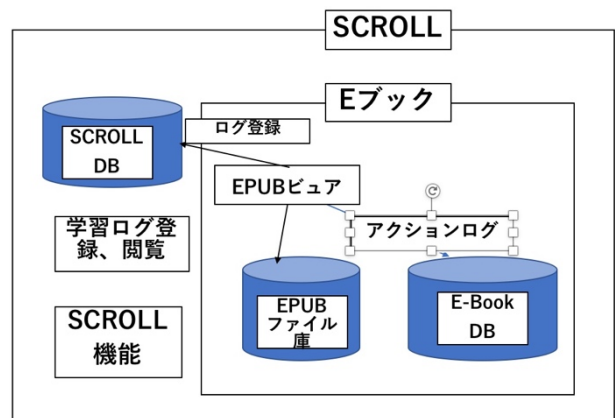 SCROLL
Eブック
ログ登録
SCROLL
DB
EPUBビュア
アクションログ
学習ログ登
録、閲覧
EPUB
ファイル
庫
E-Book
DB
SCROLL
機能